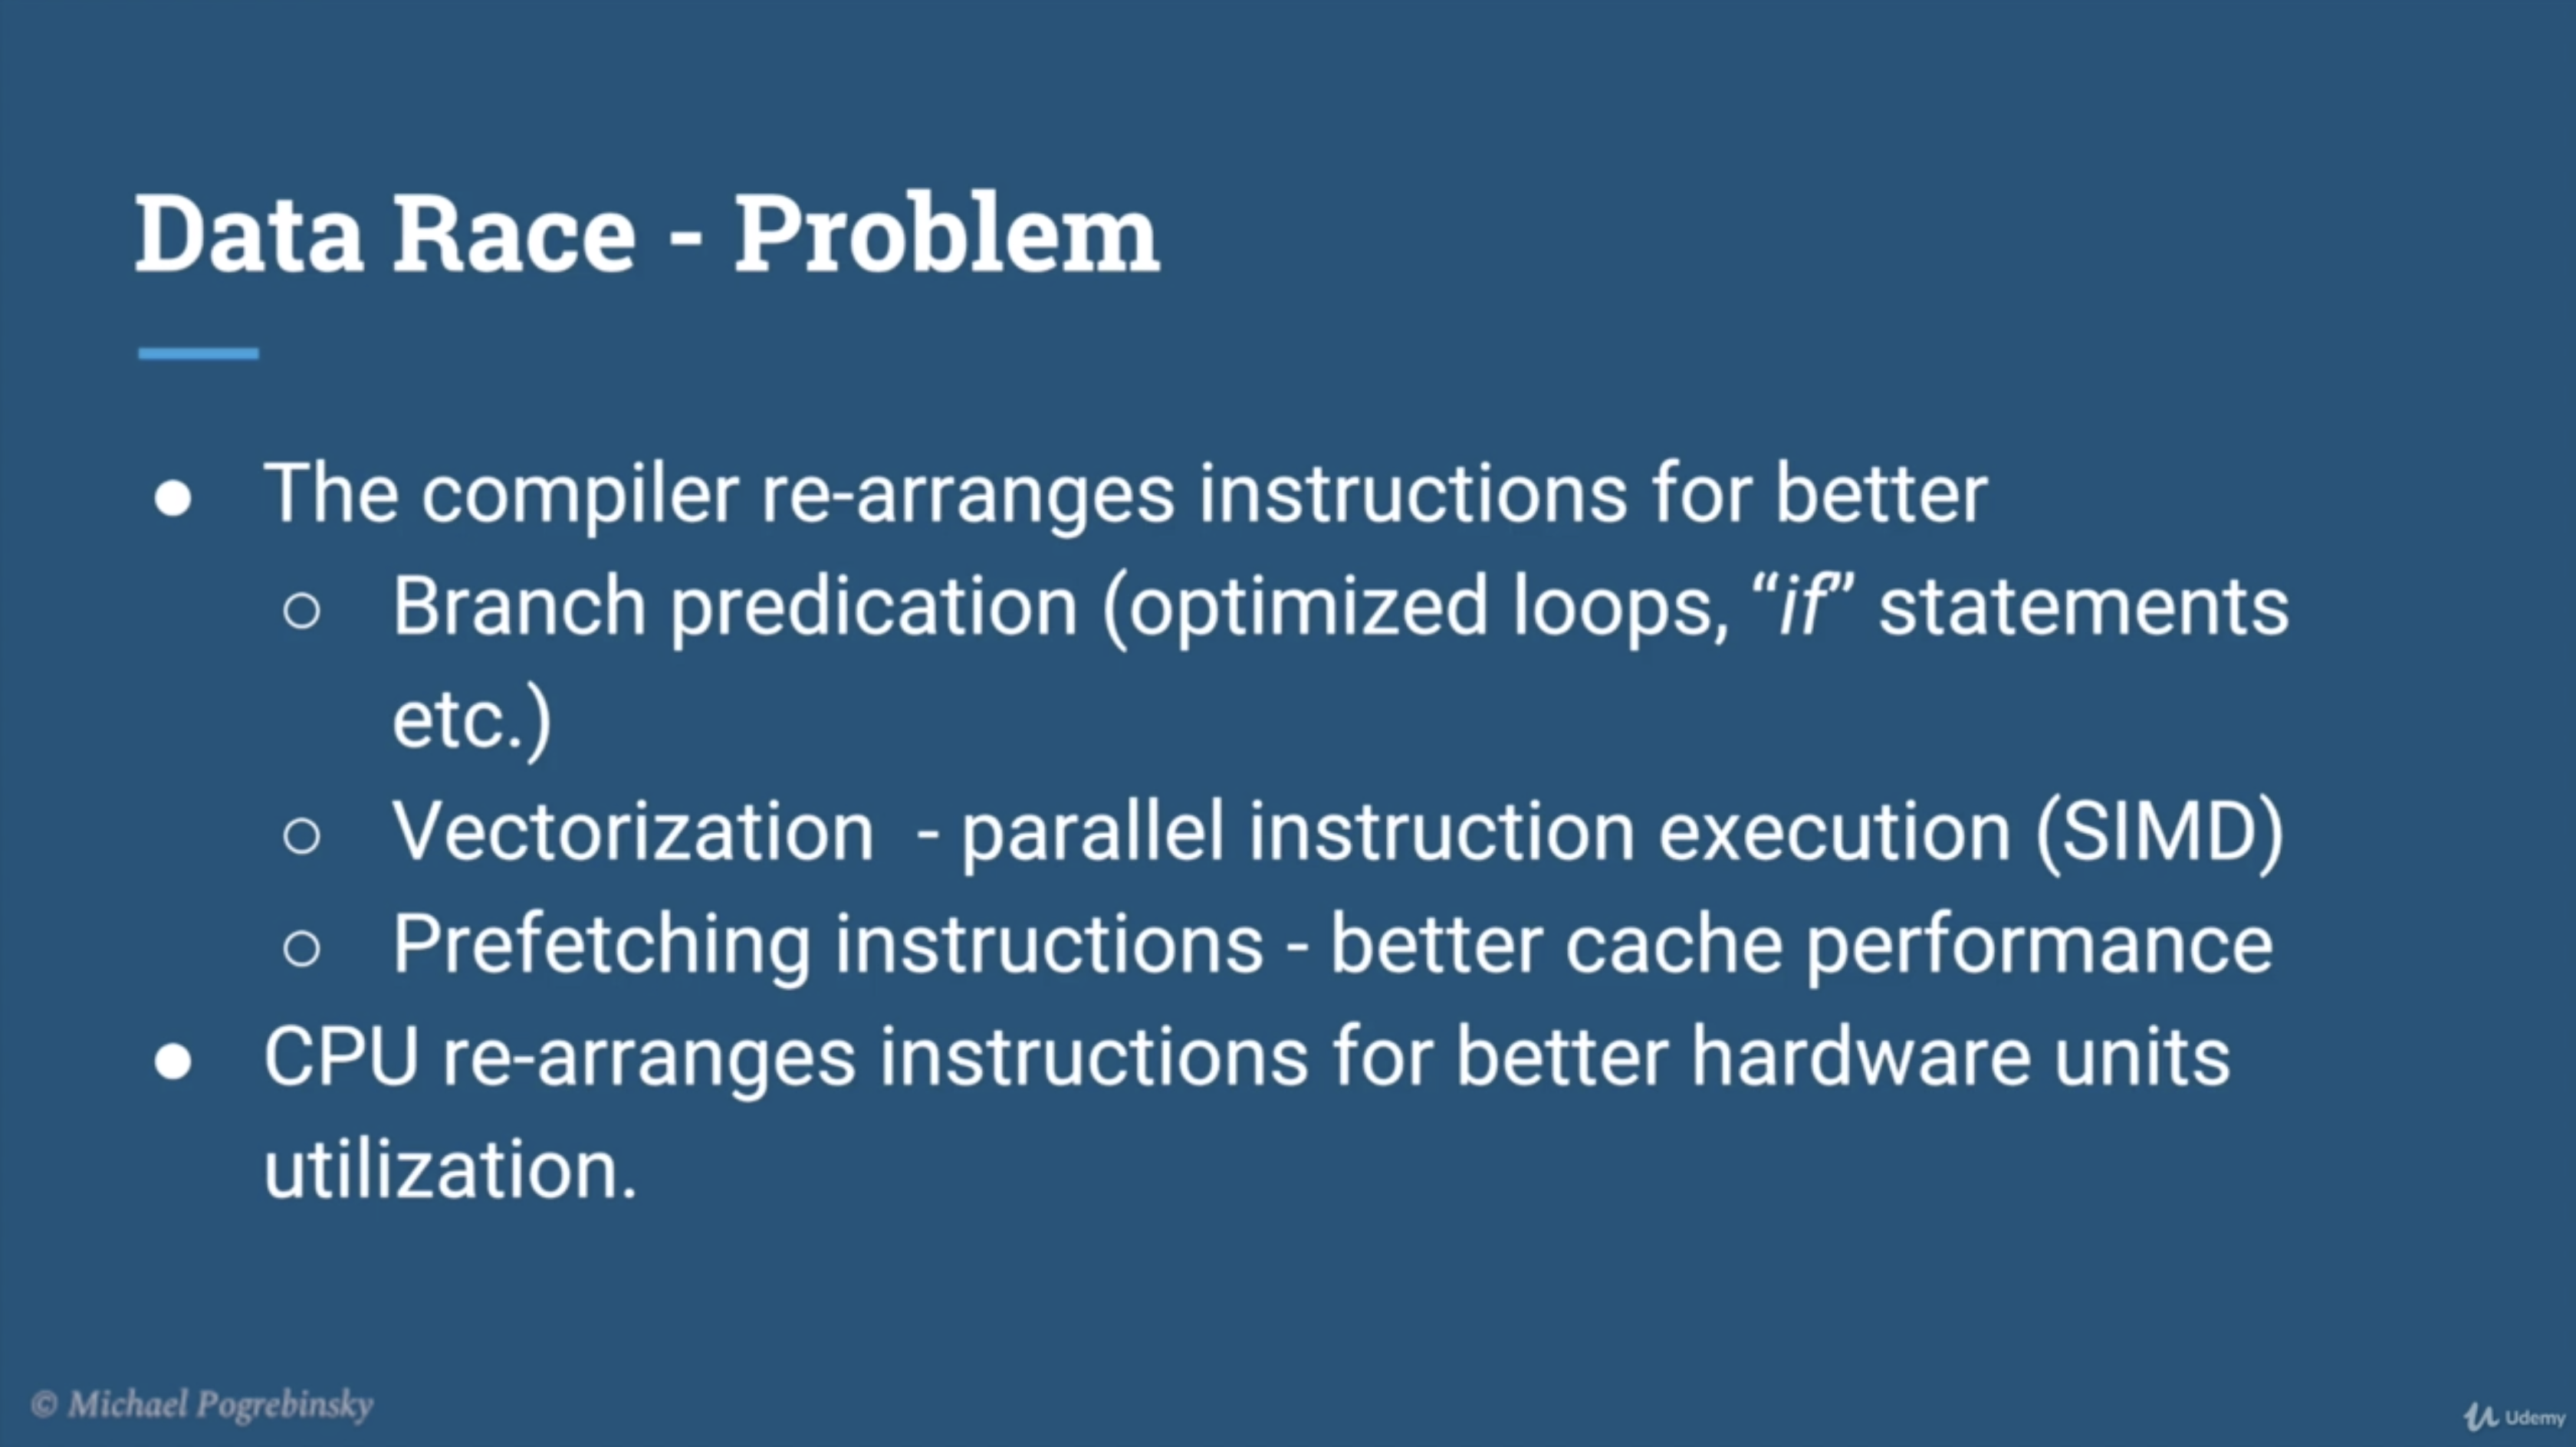 Data Race - Problem
● The compiler re-arranges instructions for better
○ Branch predication (optimized loops, “if” statements
etc.)
○ Vectorization - parallel instruction execution (SIMD)
○ Prefetching instructions - better cache performance
● CPU re-arranges instructions for better hardware units
utilization.
© Michael Pogrebinsky
Udemy